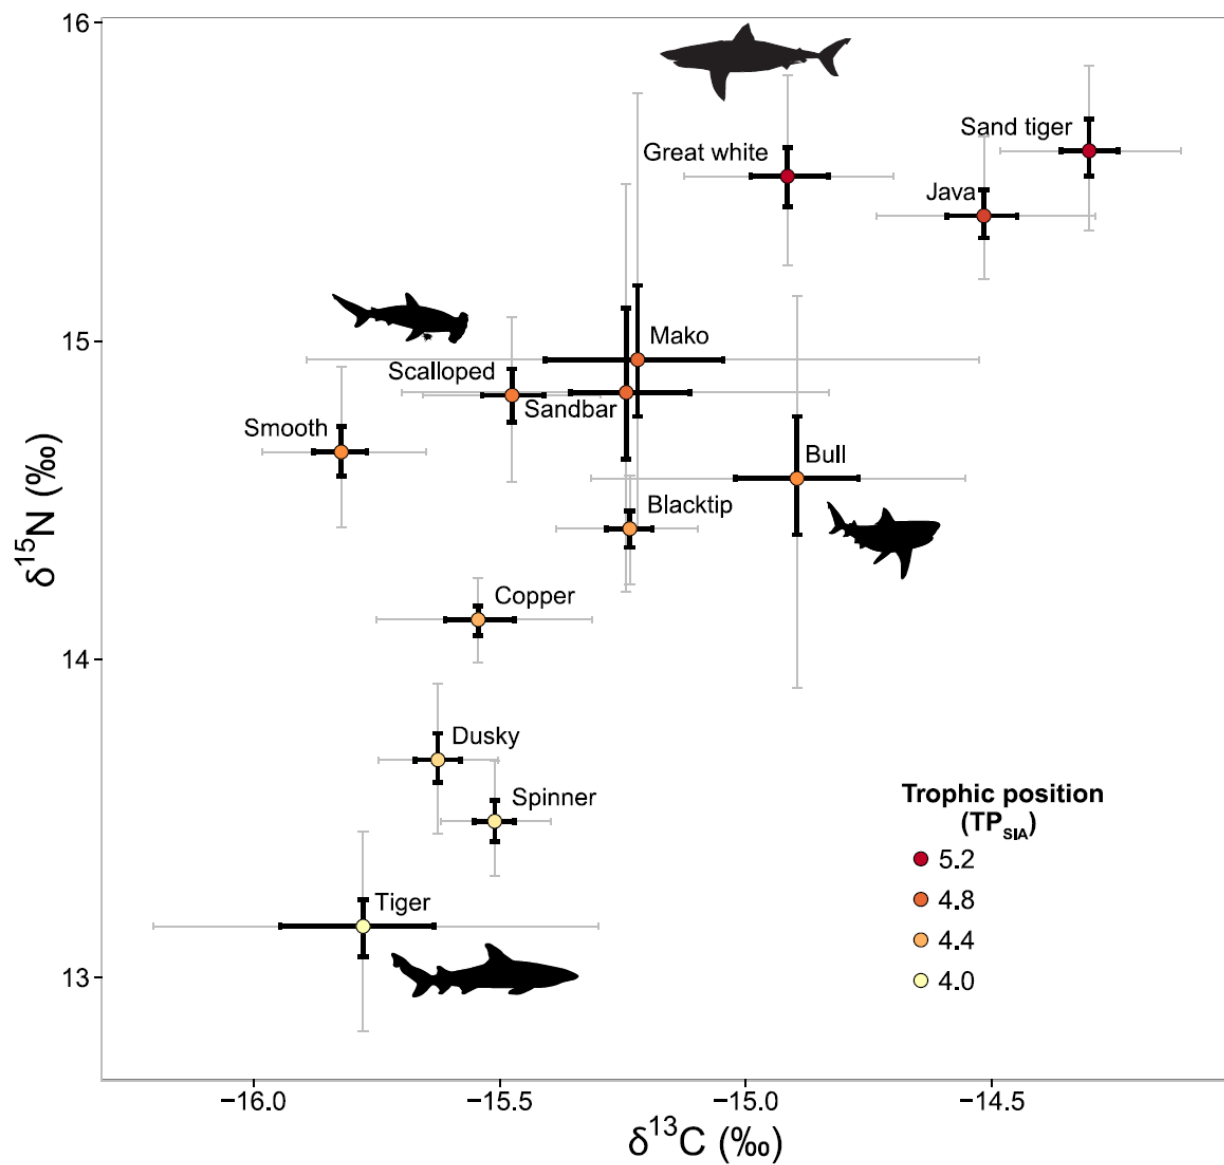 16
Great white
Sand tiger
Java
15
Mako
Scalloped
Sandbar
Smooth
Bull
Blacktip
Copper
14
Dusky
Spinner
Tiger
13
δ15N (‰)
Trophic position
(TPSIA)
5.2
4.8
4.4
4.0
−16.0 −15.5 −15.0 −14.5
δ13C (‰)